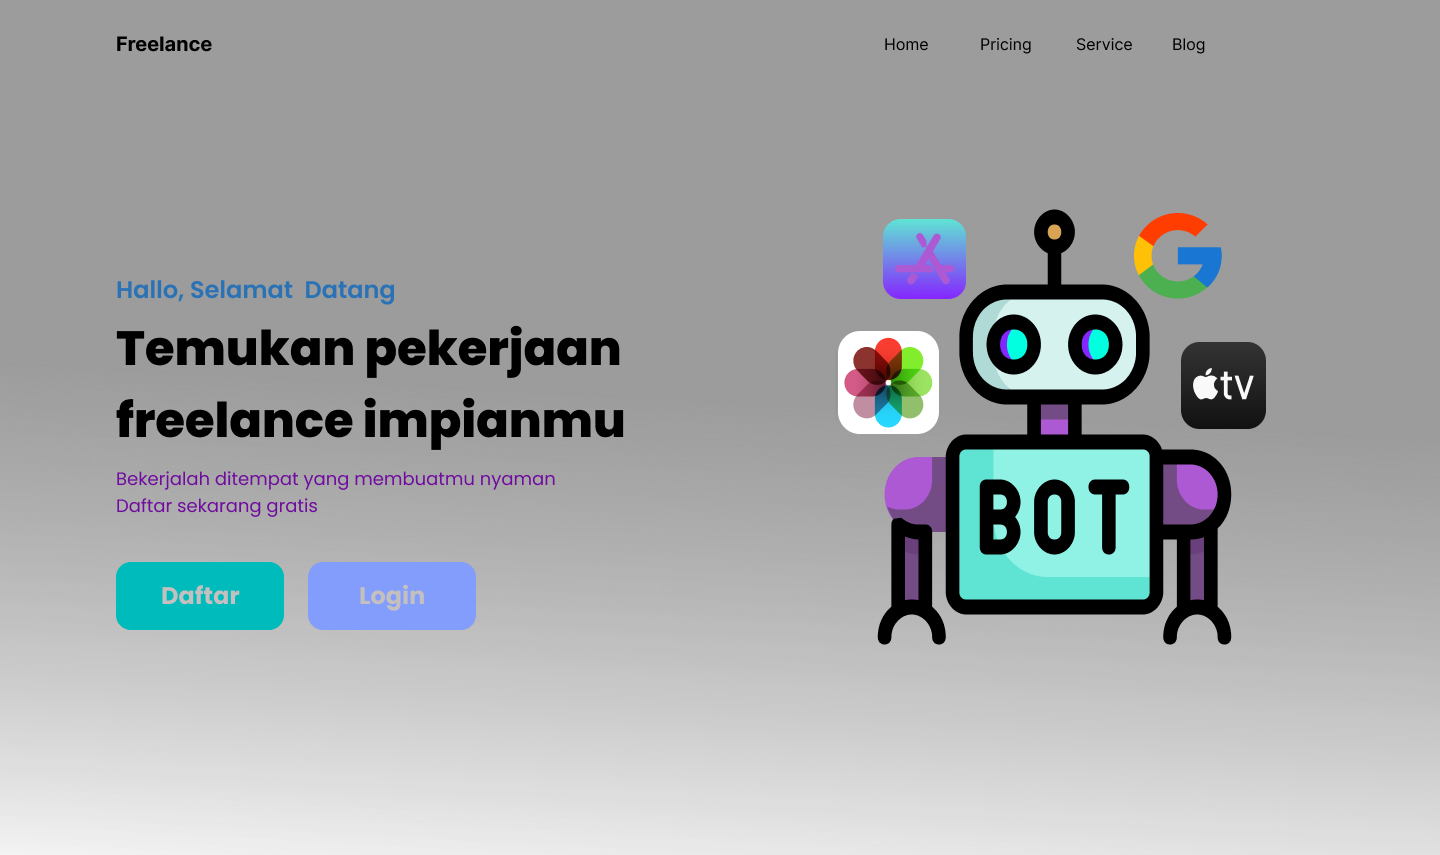 Freelance
Home Pricing Service Blog
Hallo, Selamat  Datang
Temukan pekerjaan
freelance impianmu
Bekerjalah ditempat yang membuatmu nyaman
Daftar sekarang gratis
Daftar Login
tv
BOT